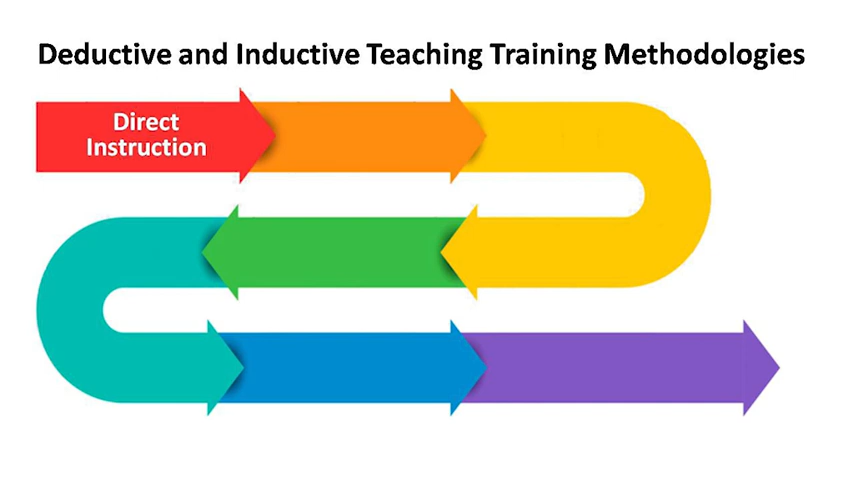 Deductive and Inductive Teaching Training Methodologies
Direct
Instruction